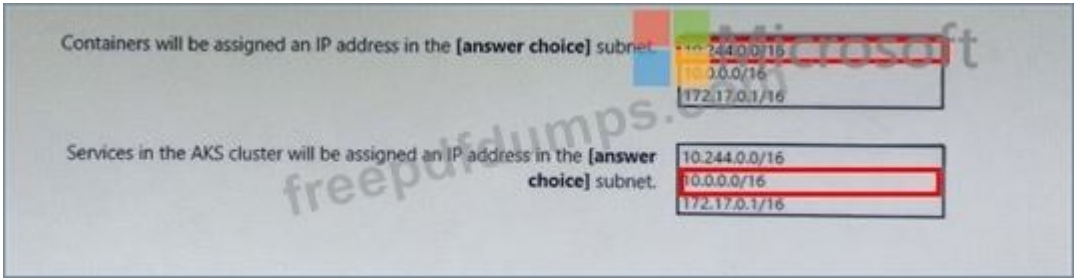 Containers will be assigned an IP address in the [answer choice] subnet.
10.244.0.0/16
10.0.0.0/16
172.17.0.1/16
Microsoft
Services in the AKS cluster will be assigned an IP address in the [answer
choice] subnet.
10.244.0.0/16
10.0.0.0/16
172.17.0.1/16
freepdfdumps.com